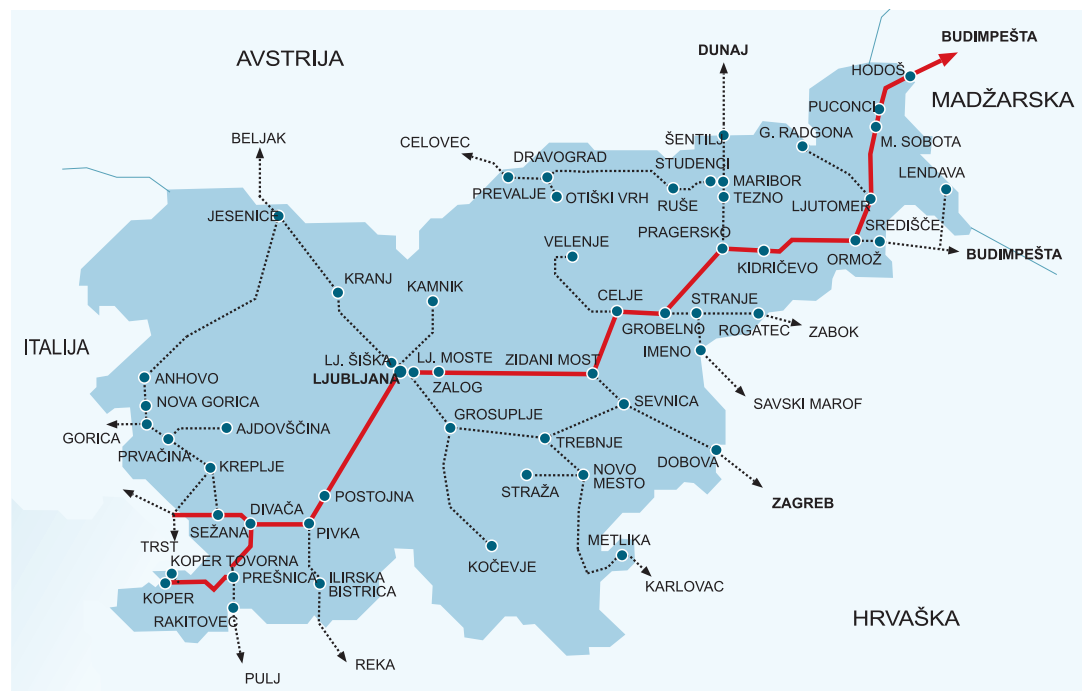 BUDIMPEŠTA
AVSTRIJA
DUNAJ
HODOŠ
MADŽARSKA
PUCONCI
BELJAK
CELOVEC
ŠENTILJ
G. RADGONA
M. SOBOTA
DRAVOGRAD
STUDENCI
LENDAVA
PREVALJE
OTIŠKI VRH
RUŠE
MARIBOR
TEZNO
LJUTOMER
JESENICE
SREDIŠČE
PRAGERSKO
VELENJE
ORMOŽ
BUDIMPEŠTA
KIDRIČEVO
KRANJ
KAMNIK
CELJE
STRANJE
GROBELNO
ROGATEC
ZABOK
ITALIJA
IMENO
LJ. ŠIŠKA
LJ. MOSTE
ZIDANI MOST
LJUBLJANA
ZALOG
ANHOVO
NOVA GORICA
SEVNICA
SAVSKI MAROF
GROSUPLJE
GORICA
AJDOVŠČINA
PRVAČINA
TREBNJE
DOBOVA
KREPLJE
NOVO
MESTO
STRAŽA
POSTOJNA
ZAGREB
DIVAČA
SEŽANA
PIVKA
TRST
METLIKA
KOPER TOVORNA
KOČEVJE
PREŠNICA
ILIRSKA
BISTRICA
KARLOVAC
KOPER
RAKITOVEC
HRVAŠKA
REKA
PULJ